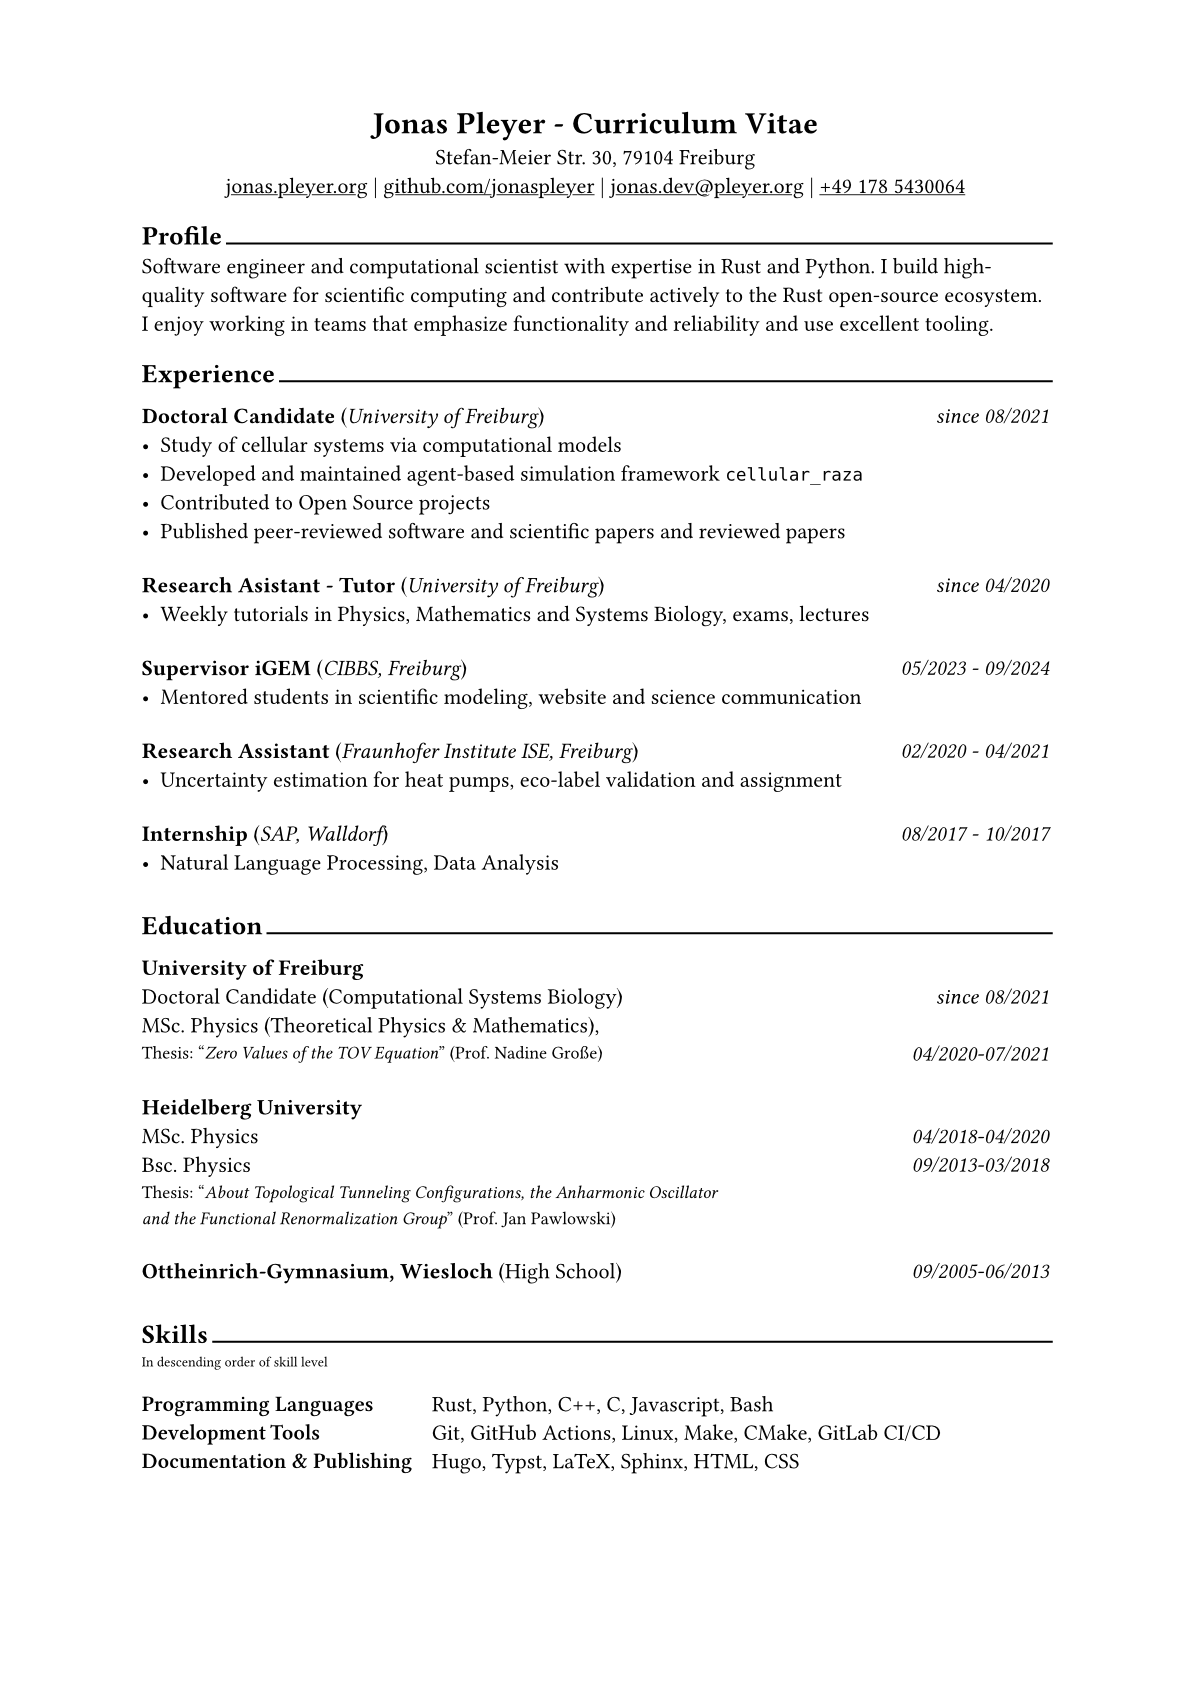 Jonas Pleyer - Curriculum Vitae
Stefan-Meier Str. 30, 79104 Freiburg
jonas.pleyer.org | github.com/jonaspleyer | jonas.dev@pleyer.org | +49 178 5430064
Profile
Software engineer and computational scientist with expertise in Rust and Python. I build high-
quality software for scientific computing and contribute actively to the Rust open-source ecosystem.
I enjoy working in teams that emphasize functionality and reliability and use excellent tooling.
Experience
Doctoral Candidate (University of Freiburg) since 08/2021
• Study of cellular systems via computational models
• Developed and maintained agent-based simulation framework cellular_raza
• Contributed to Open Source projects
• Published peer-reviewed software and scientific papers and reviewed papers
Research Asistant - Tutor (University of Freiburg) since 04/2020
• Weekly tutorials in Physics, Mathematics and Systems Biology, exams, lectures
Supervisor iGEM (CIBBS, Freiburg) 05/2023 - 09/2024
• Mentored students in scientific modeling, website and science communication
Research Assistant (Fraunhofer Institute ISE, Freiburg) 02/2020 - 04/2021
• Uncertainty estimation for heat pumps, eco-label validation and assignment
Internship (SAP, Walldorf) 08/2017 - 10/2017
• Natural Language Processing, Data Analysis
Education
University of Freiburg
Doctoral Candidate (Computational Systems Biology) since 08/2021
MSc. Physics (Theoretical Physics & Mathematics),
Thesis: “Zero Values of the TOV Equation” (Prof. Nadine Große) 04/2020-07/2021
Heidelberg University
MSc. Physics 04/2018-04/2020
Bsc. Physics 09/2013-03/2018
Thesis: “About Topological Tunneling Configurations, the Anharmonic Oscillator
and the Functional Renormalization Group” (Prof. Jan Pawlowski)
Ottheinrich-Gymnasium, Wiesloch (High School) 09/2005-06/2013
Skills
In descending order of skill level
Programming Languages Rust, Python, C++, C, Javascript, Bash
Development Tools Git, GitHub Actions, Linux, Make, CMake, GitLab CI/CD
Documentation & Publishing Hugo, Typst, LaTeX, Sphinx, HTML, CSS